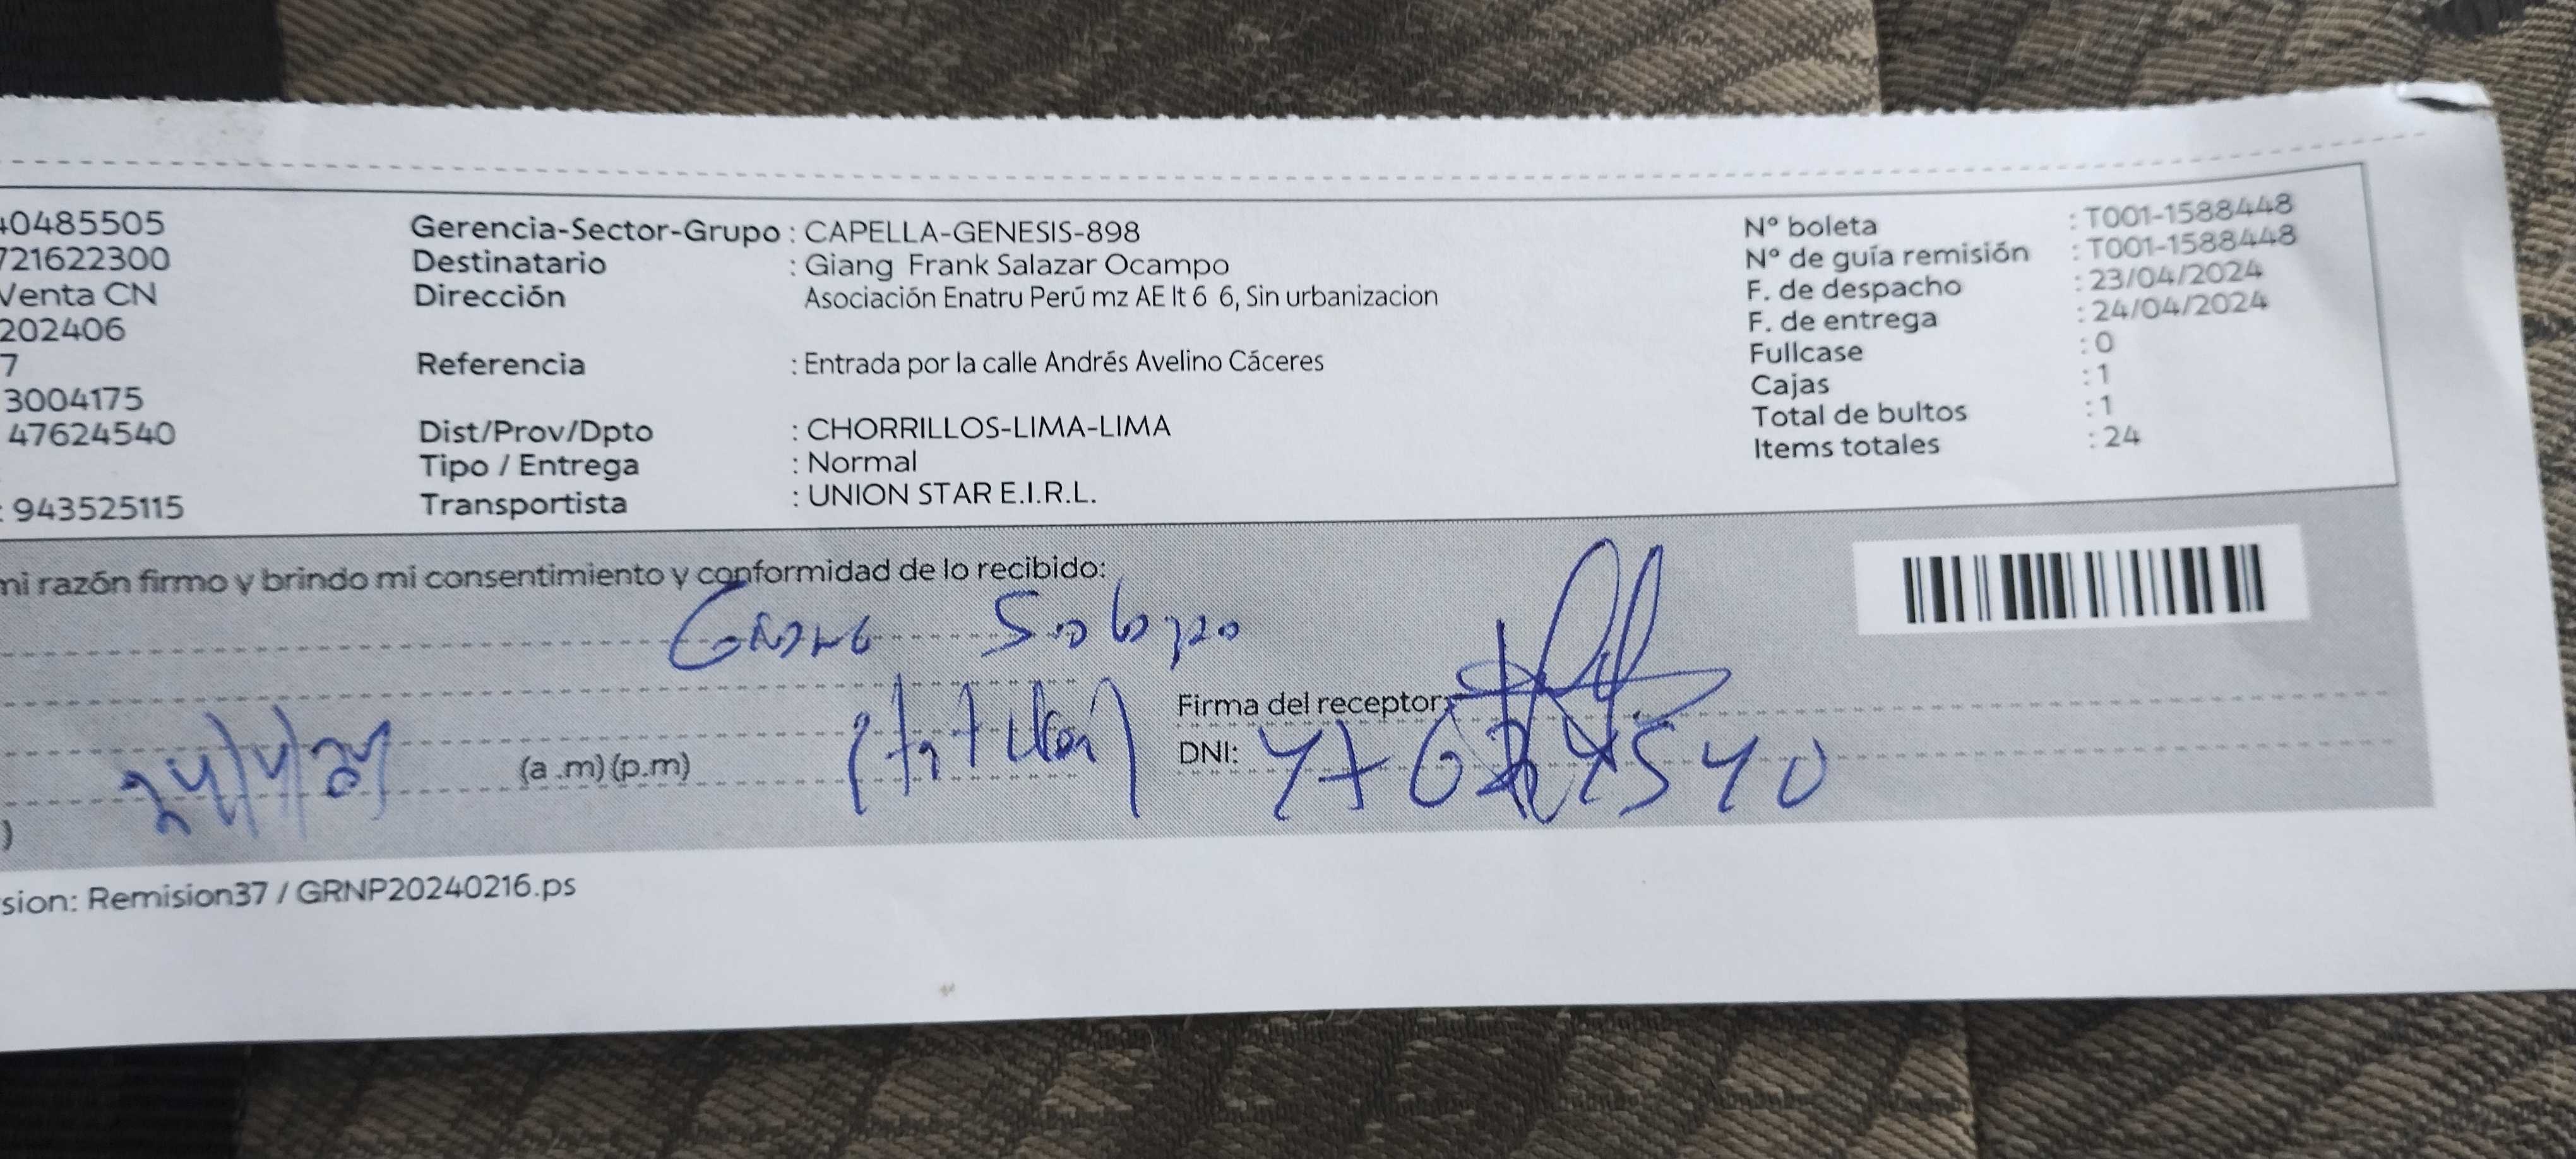 40485505
721622300
Venta CN
202406
7
3004175
47624540
: 943525115
Gerencia-Sector-Grupo : CAPELLA-GENESIS-898
Destinatario : Giang Frank Salazar Ocampo
Dirección Asociación Enatru Perú mz AE lt 6 6, Sin urbanizacion
Referencia : Entrada por la calle Andrés Avelino Cáceres
Dist/Prov/Dpto : CHORRILLOS-LIMA-LIMA
Tipo / Entrega : Normal
Transportista : UNION STAR E.I.R.L.
Nº boleta : T001-1588448
Nº de guía remisión : T001-1588448
F. de despacho : 23/04/2024
F. de entrega : 24/04/2024
Fullcase : 0
Cajas : 1
Total de bultos : 1
Items totales : 24
mi razón firmo y brindo mi consentimiento y conformidad de lo recibido:
Firma del receptor:
24/4/24 (a .m) (p.m) (titular) DNI: 47624540
)
sion: Remision37 / GRNP20240216.ps